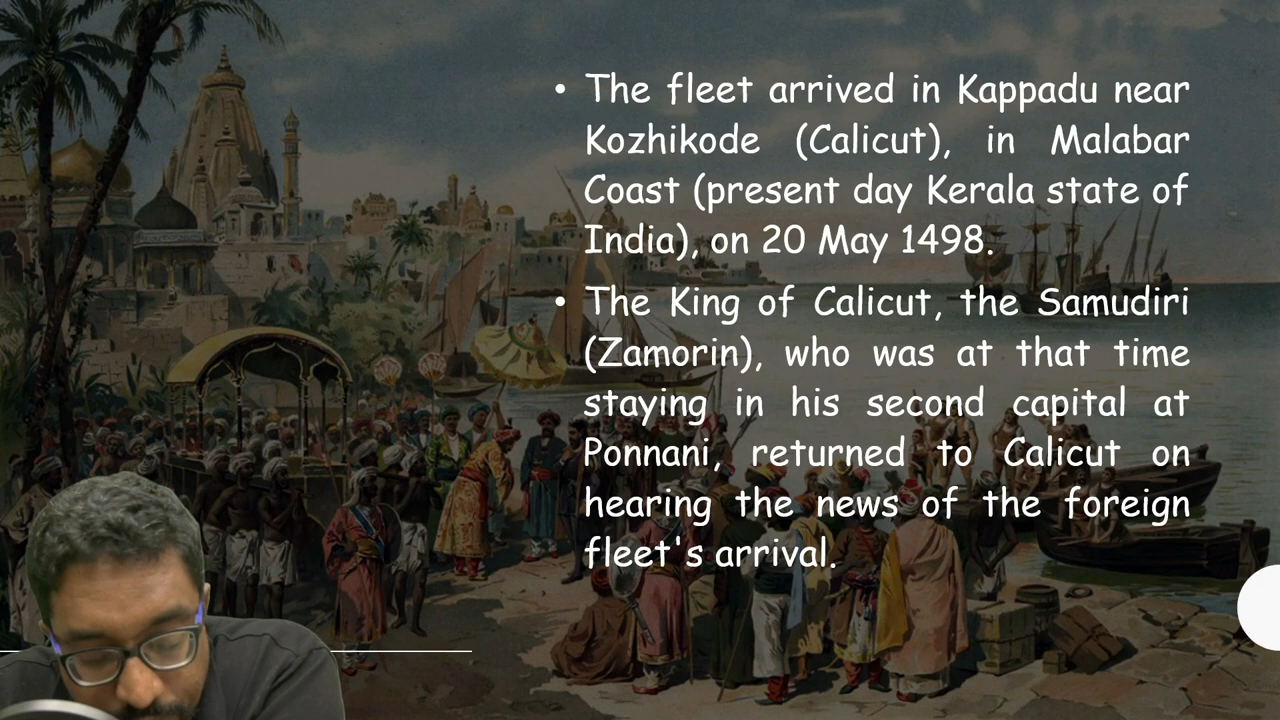 • The fleet arrived in Kappadu near
Kozhikode (Calicut), in Malabar
Coast (present day Kerala state of
India), on 20 May 1498.
• The King of Calicut, the Samudiri
(Zamorin), who was at that time
staying in his second capital at
Ponnani, returned to Calicut on
hearing the news of the foreign
fleet's arrival.